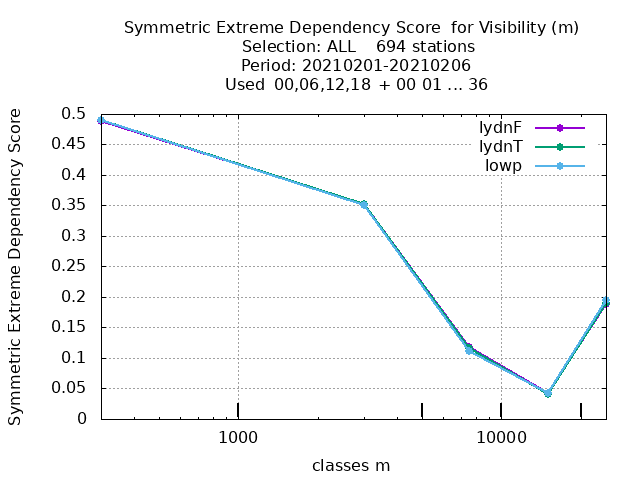 Symmetric Extreme Dependency Score  for Visibility (m)
Selection: ALL    694 stations
Period: 20210201-20210206
Used  00,06,12,18  + 00 01 ... 36
Symmetric Extreme Dependency Score
0.5
0.45
0.4
0.35
0.3
0.25
0.2
0.15
0.1
0.05
0
lydnF
lydnT
lowp
1000
10000
classes m